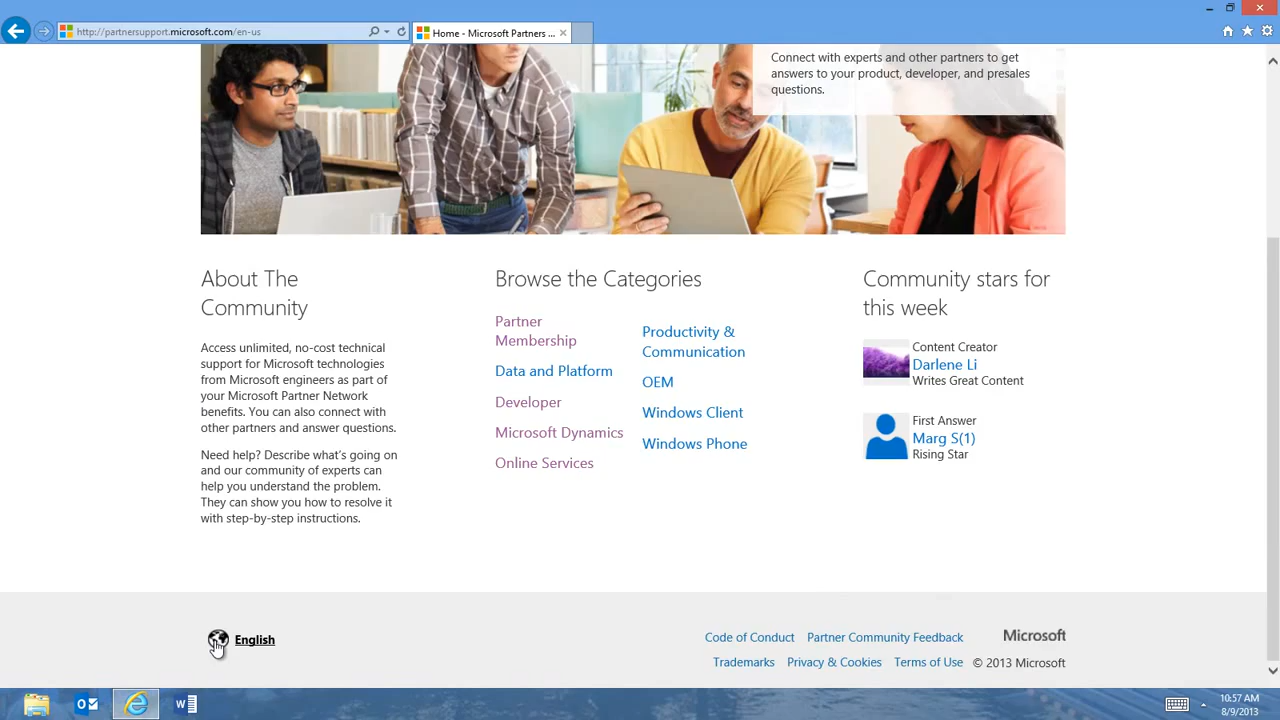 http://partnersupport.microsoft.com/en-us
Home - Microsoft Partners ...
Connect with experts and other partners to get
answers to your product, developer, and presales
questions.
About The
Community
Access unlimited, no-cost technical
support for Microsoft technologies
from Microsoft engineers as part of
your Microsoft Partner Network
benefits. You can also connect with
other partners and answer questions.
Need help? Describe what's going on
and our community of experts can
help you understand the problem.
They can show you how to resolve it
with step-by-step instructions.
Browse the Categories
Partner
Membership
Data and Platform
Developer
Microsoft Dynamics
Online Services
Productivity &
Communication
OEM
Windows Client
Windows Phone
Community stars for
this week
Content Creator
Darlene Li
Writes Great Content
First Answer
Marg S(1)
Rising Star
English
Code of Conduct
Partner Community Feedback
Microsoft
Trademarks
Privacy & Cookies
Terms of Use
© 2013 Microsoft
10:57 AM
8/9/2013